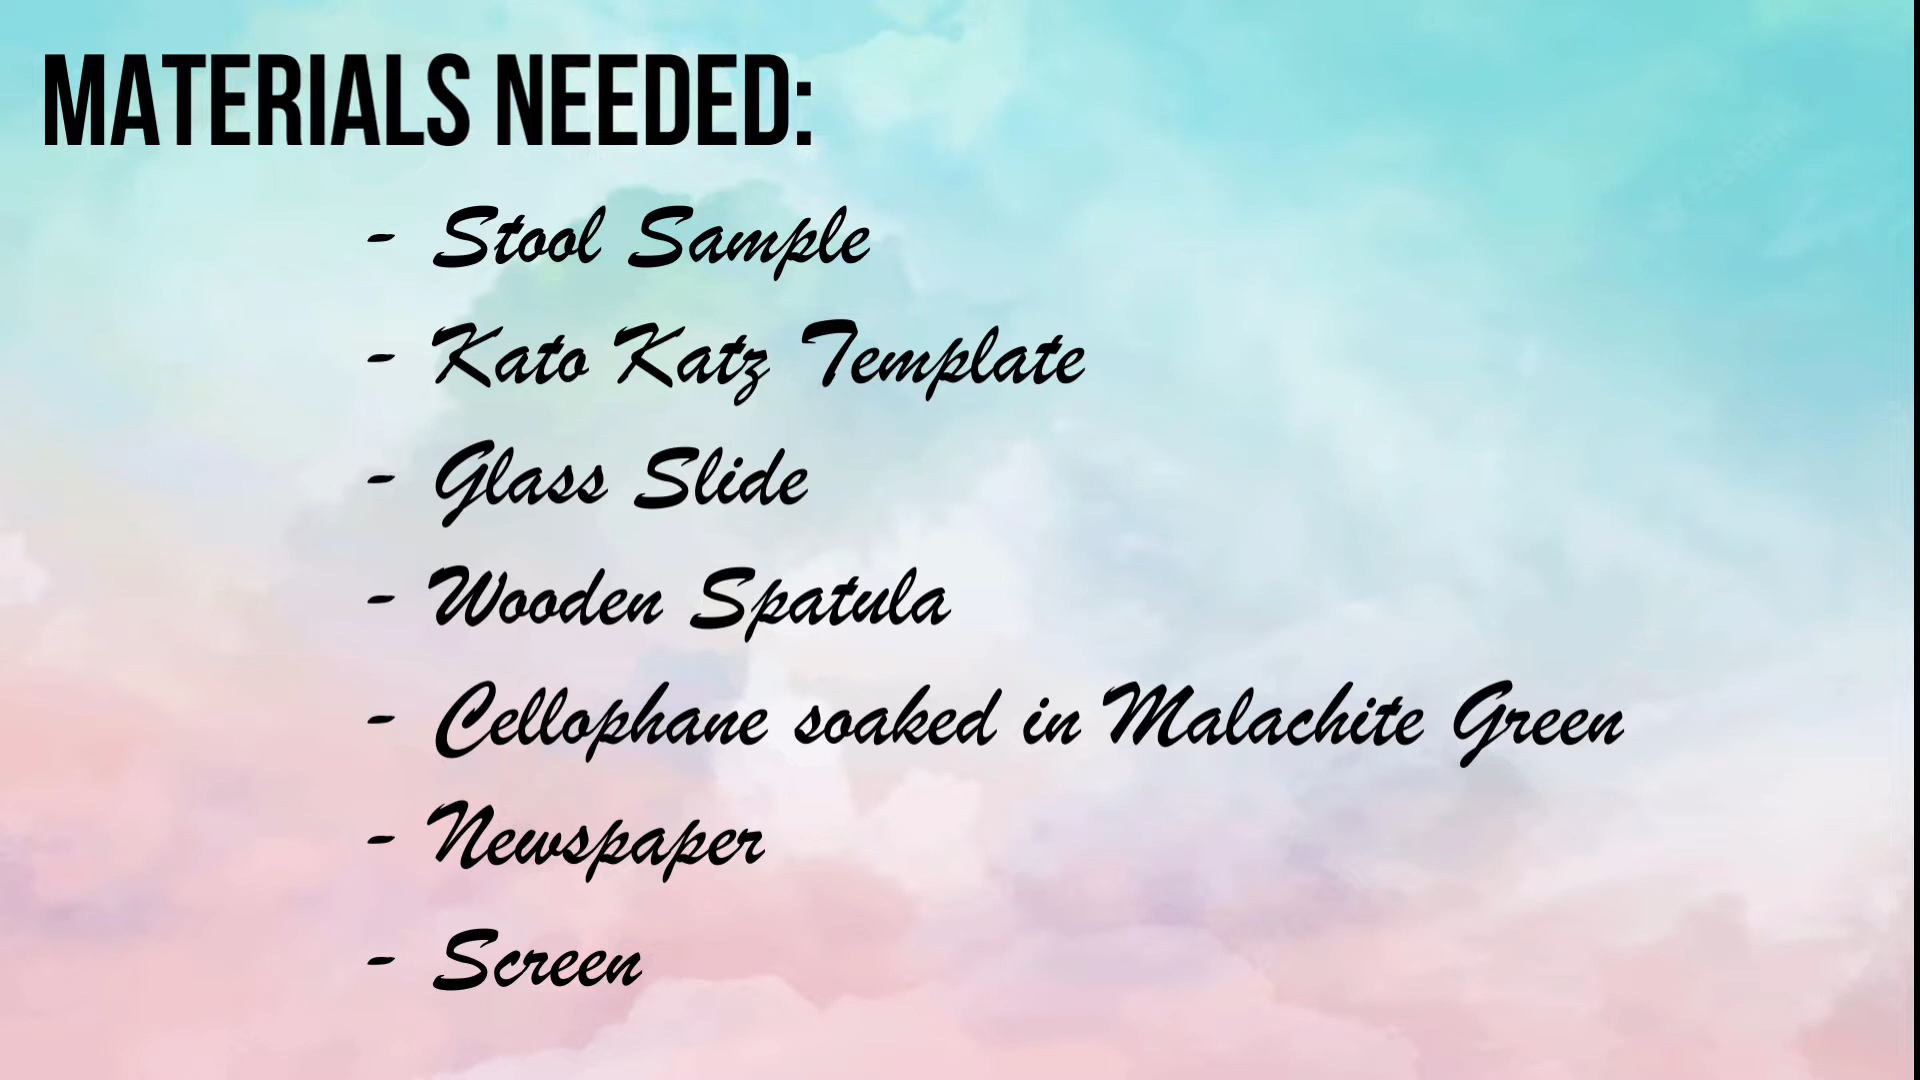 MATERIALS NEEDED:
- Stool Sample
- Kato Katz Template
- Glass Slide
- Wooden Spatula
- Cellophane soaked in Malachite Green
- Newspaper
- Screen